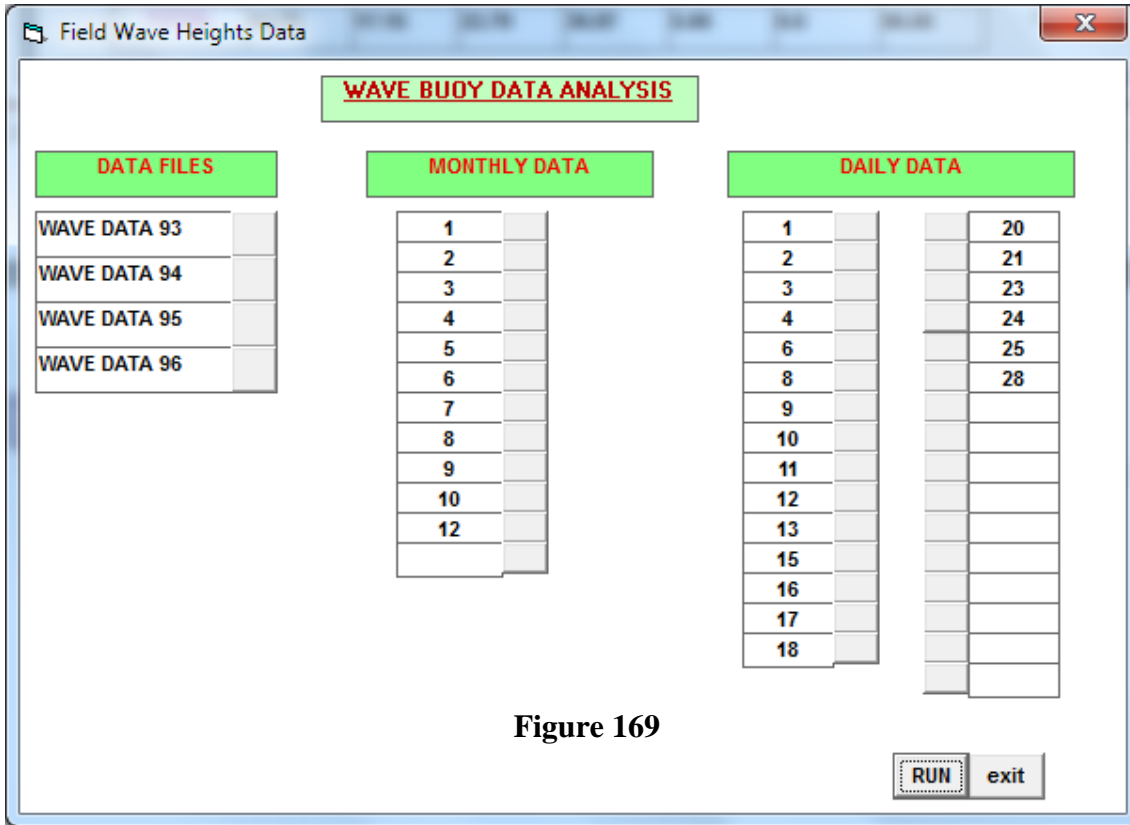 Field Wave Heights Data
WAVE BUOY DATA ANALYSIS
DATA FILES
WAVE DATA 93
WAVE DATA 94
WAVE DATA 95
WAVE DATA 96
MONTHLY DATA
1
2
3
4
5
6
7
8
9
10
12
DAILY DATA
1
2
3
4
6
8
9
10
11
12
13
15
16
17
18
20
21
23
24
25
28
Figure 169
RUN
exit